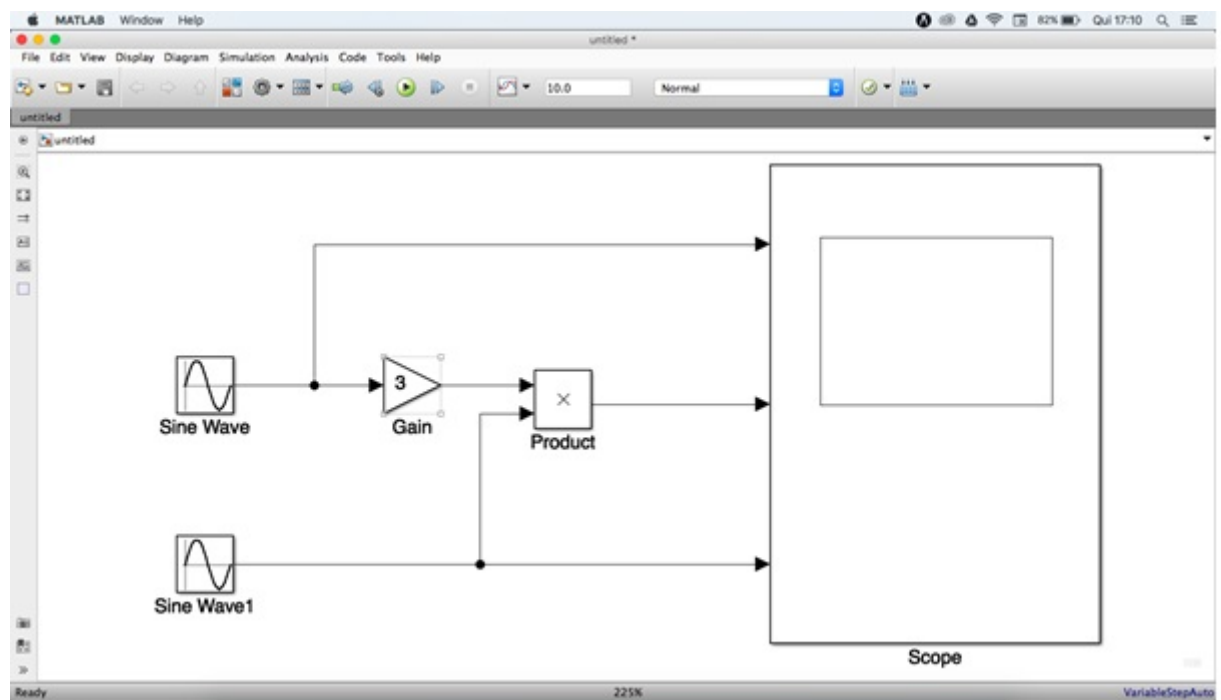 MATLAB Window Help 82% Qui 17:10
untitled *
File Edit View Display Diagram Simulation Analysis Code Tools Help
10.0 Normal
untitled
untitled
3
Sine Wave Gain
Product
Sine Wave1
Scope
Ready 225% VariableStepAuto